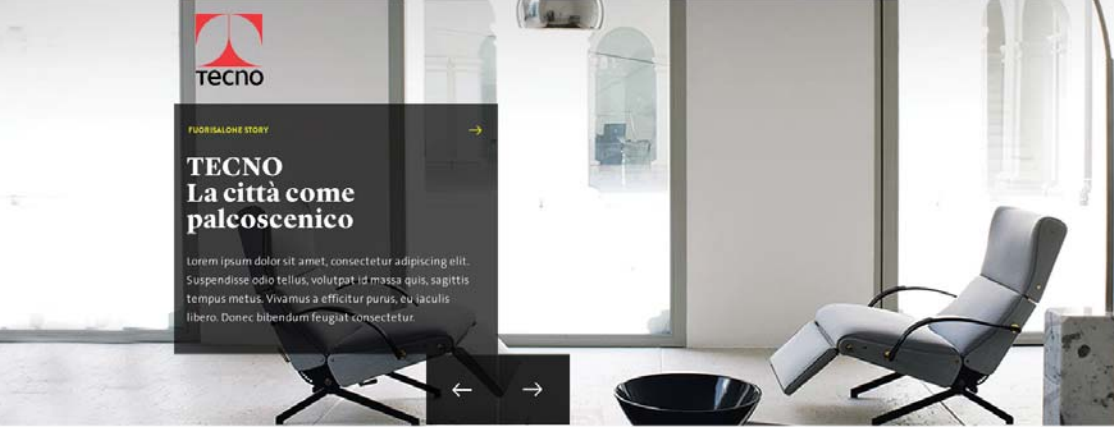 Tecno
FUORISALONE STORY
TECNO
La città come
palcoscenico
Lorem ipsum dolor sit amet, consectetur adipiscing elit.
Suspendisse odio tellus, volutpat id massa quis, sagittis
tempus metus. Vivamus a efficitur purus, eu iaculis
libero. Donec bibendum feugiat consectetur.